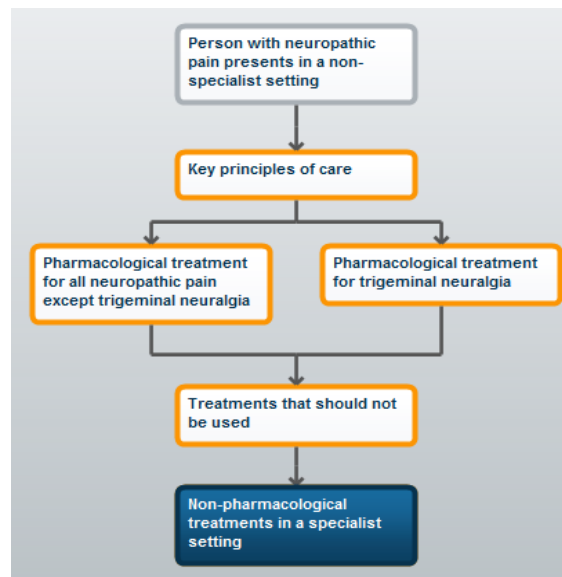 Person with neuropathic
pain presents in a non-
specialist setting
Key principles of care
Pharmacological treatment
for all neuropathic pain
except trigeminal neuralgia
Pharmacological treatment
for trigeminal neuralgia
Treatments that should not
be used
Non-pharmacological
treatments in a specialist
setting